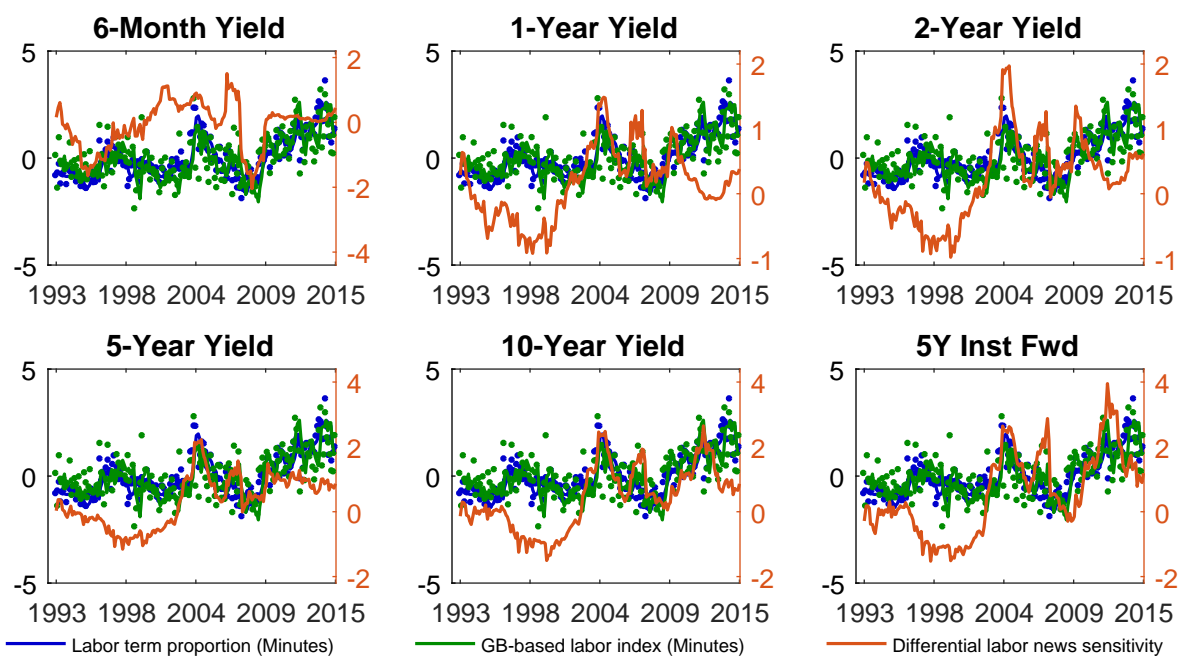 6-Month Yield
1-Year Yield
2-Year Yield
5
0
-5
2
0
-2
-4
1993 1998 2004 2009 2015
5
0
-5
2
1
0
-1
1993 1998 2004 2009 2015
5
0
-5
2
1
0
-1
1993 1998 2004 2009 2015
5-Year Yield
10-Year Yield
5Y Inst Fwd
5
0
-5
4
2
0
-2
1993 1998 2004 2009 2015
5
0
-5
4
2
0
-2
1993 1998 2004 2009 2015
5
0
-5
4
2
0
-2
1993 1998 2004 2009 2015
Labor term proportion (Minutes)
GB-based labor index (Minutes)
Differential labor news sensitivity